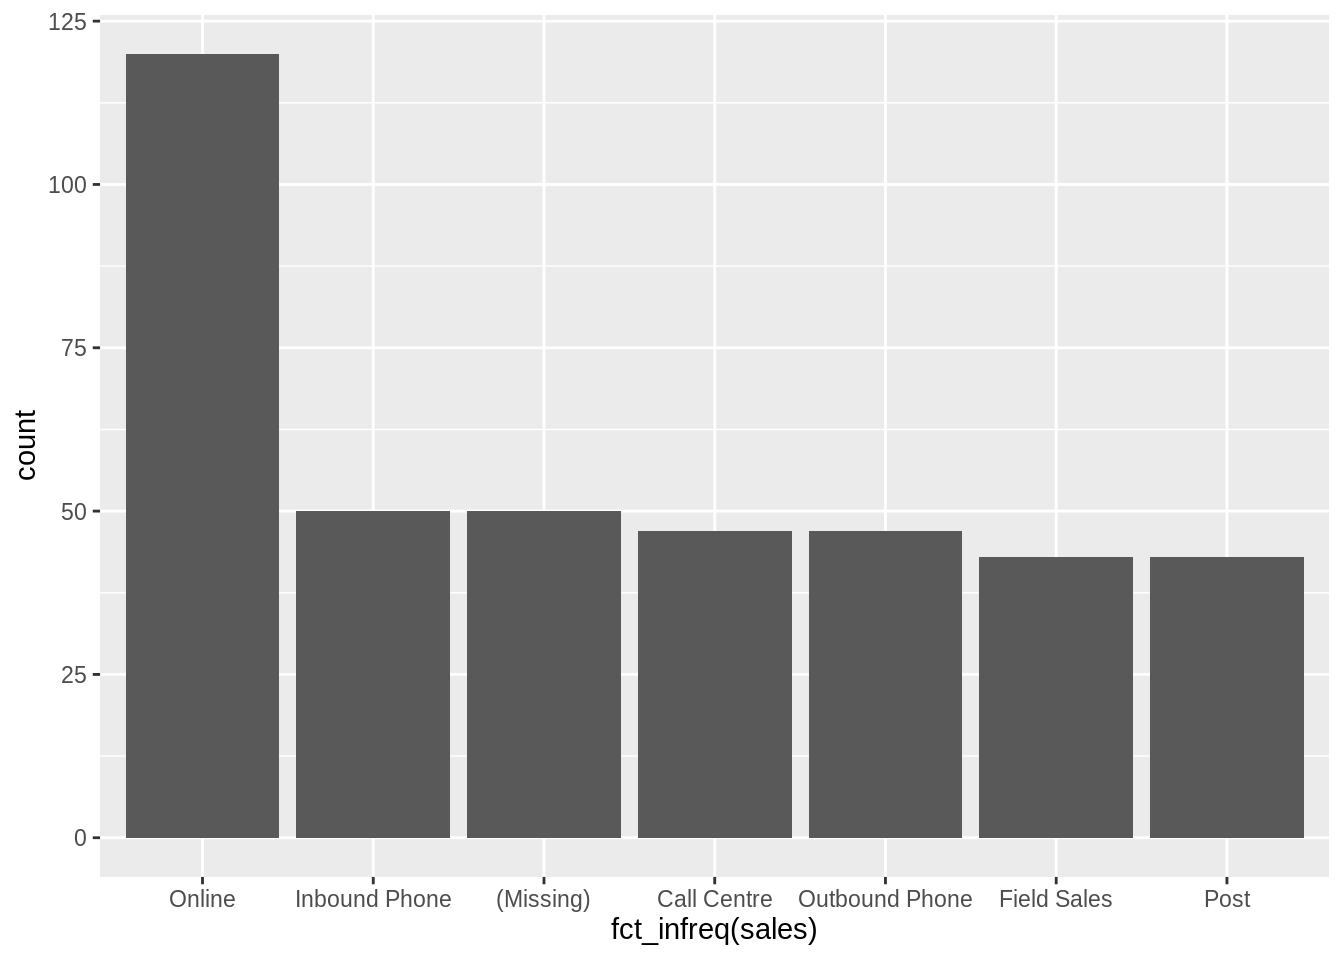 125
100
75
50
25
0
count
Online Inbound Phone (Missing) Call Centre Outbound Phone Field Sales Post
fct_infreq(sales)